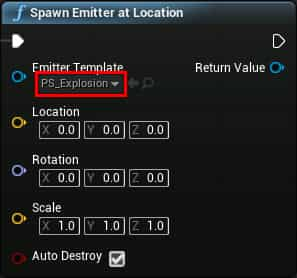 f Spawn Emitter at Location
Emitter Template Return Value
PS_Explosion
Location
X 0.0 Y 0.0 Z 0.0
Rotation
X 0.0 Y 0.0 Z 0.0
Scale
X 1.0 Y 1.0 Z 1.0
Auto Destroy